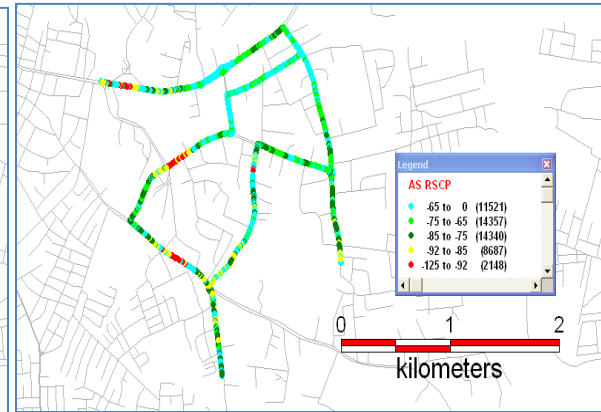 Legend
AS RSCP
-65 to 0 (11521)
-75 to -65 (14357)
-85 to -75 (14340)
-92 to -85 (8687)
-125 to -92 (2148)
0 1 2
kilometers